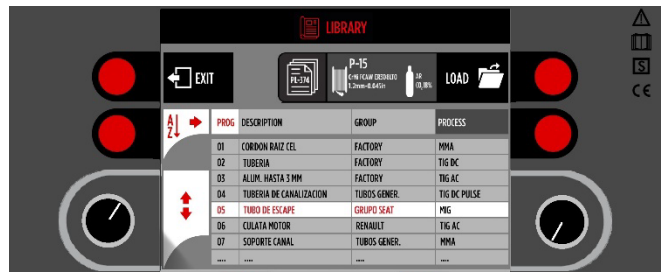 LIBRARY
EXIT
PL-374
P-15
1.2mm-0.045in
AR
LOAD
A
Z
PROG DESCRIPTION GROUP PROCESS
01 CORDON RAIZ CEL FACTORY MMA
02 TUBERIA FACTORY TIG DC
03 ALUM. HASTA 3 MM FACTORY TIG AC
04 TUBERIA DE CANALIZACION TUBOS GENER. TIG DC PULSE
05 TUBO DE ESCAPE GRUPO SEAT MIG
06 CULATA MOTOR RENAULT TIG AC
07 SOPORTE CANAL TUBOS GENER. MMA
.... .... .... ....
S
CE